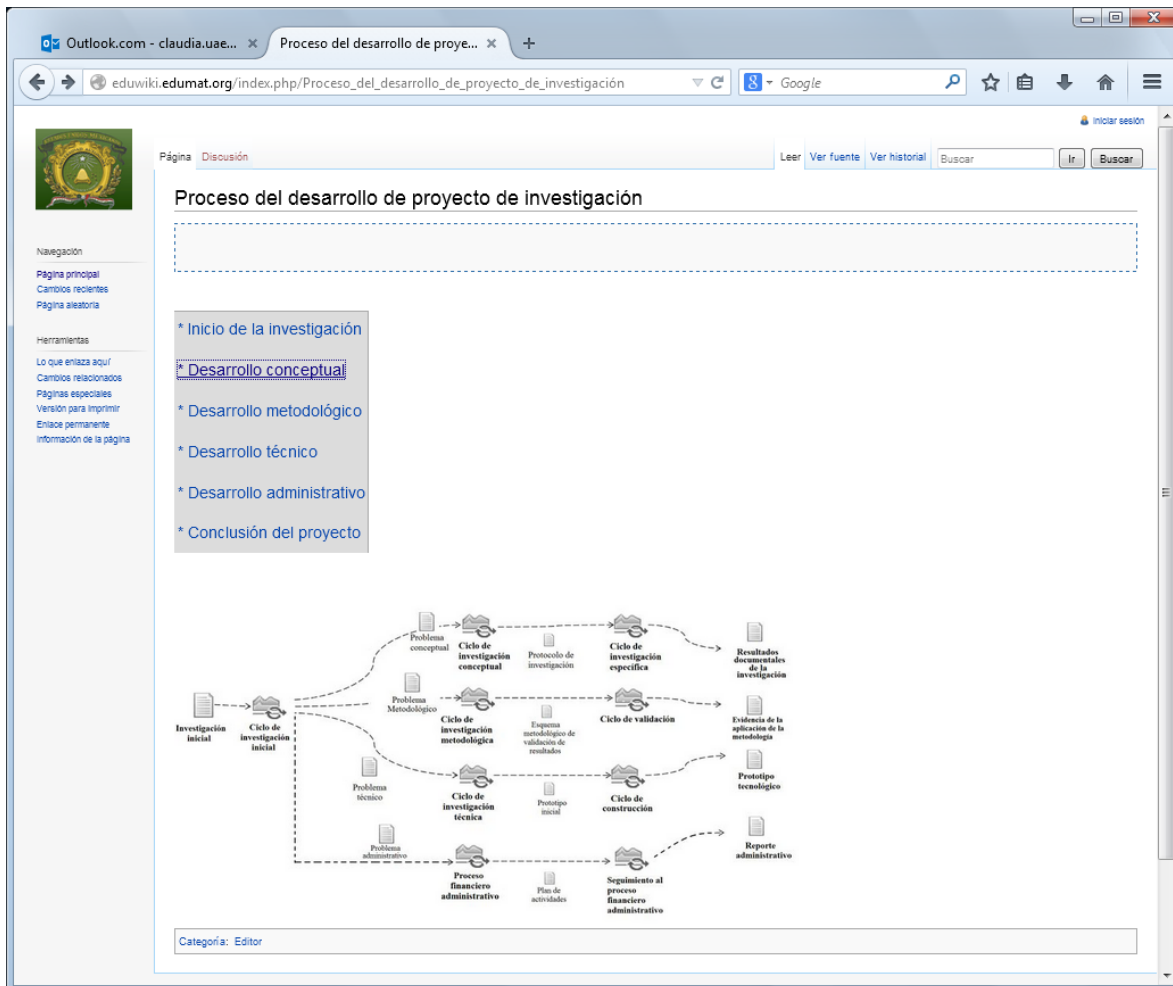 Outlook.com - claudia.uae...
Proceso del desarrollo de proye...
eduwiki.edumat.org/index.php/Proceso_del_desarrollo_de_proyecto_de_investigación
Google
Iniciar sesión
Página Discusión
Leer Ver fuente Ver historial Buscar Ir Buscar
Proceso del desarrollo de proyecto de investigación
Navegación
Página principal
Cambios recientes
Página aleatoria
Herramientas
Lo que enlaza aquí
Cambios relacionados
Páginas especiales
Versión para imprimir
Enlace permanente
Información de la página
* Inicio de la investigación
* Desarrollo conceptual
* Desarrollo metodológico
* Desarrollo técnico
* Desarrollo administrativo
* Conclusión del proyecto
Investigación
inicial
Ciclo de
investigación
inicial
Problema
conceptual
Ciclo de
investigación
conceptual
Protocolo de
investigación
Ciclo de
investigación
específica
Resultados
documentales
de la
investigación
Problema
Metodológico
Ciclo de
investigación
metodológica
Esquema
metodológico de
validación de
resultados
Ciclo de validación
Evidencia de la
aplicación de la
metodología
Problema
técnico
Ciclo de
investigación
técnica
Prototipo
inicial
Ciclo de
construcción
Prototipo
tecnológico
Problema
administrativo
Proceso
financiero
administrativo
Plan de
actividades
Seguimiento al
proceso
financiero
administrativo
Reporte
administrativo
Categoría: Editor